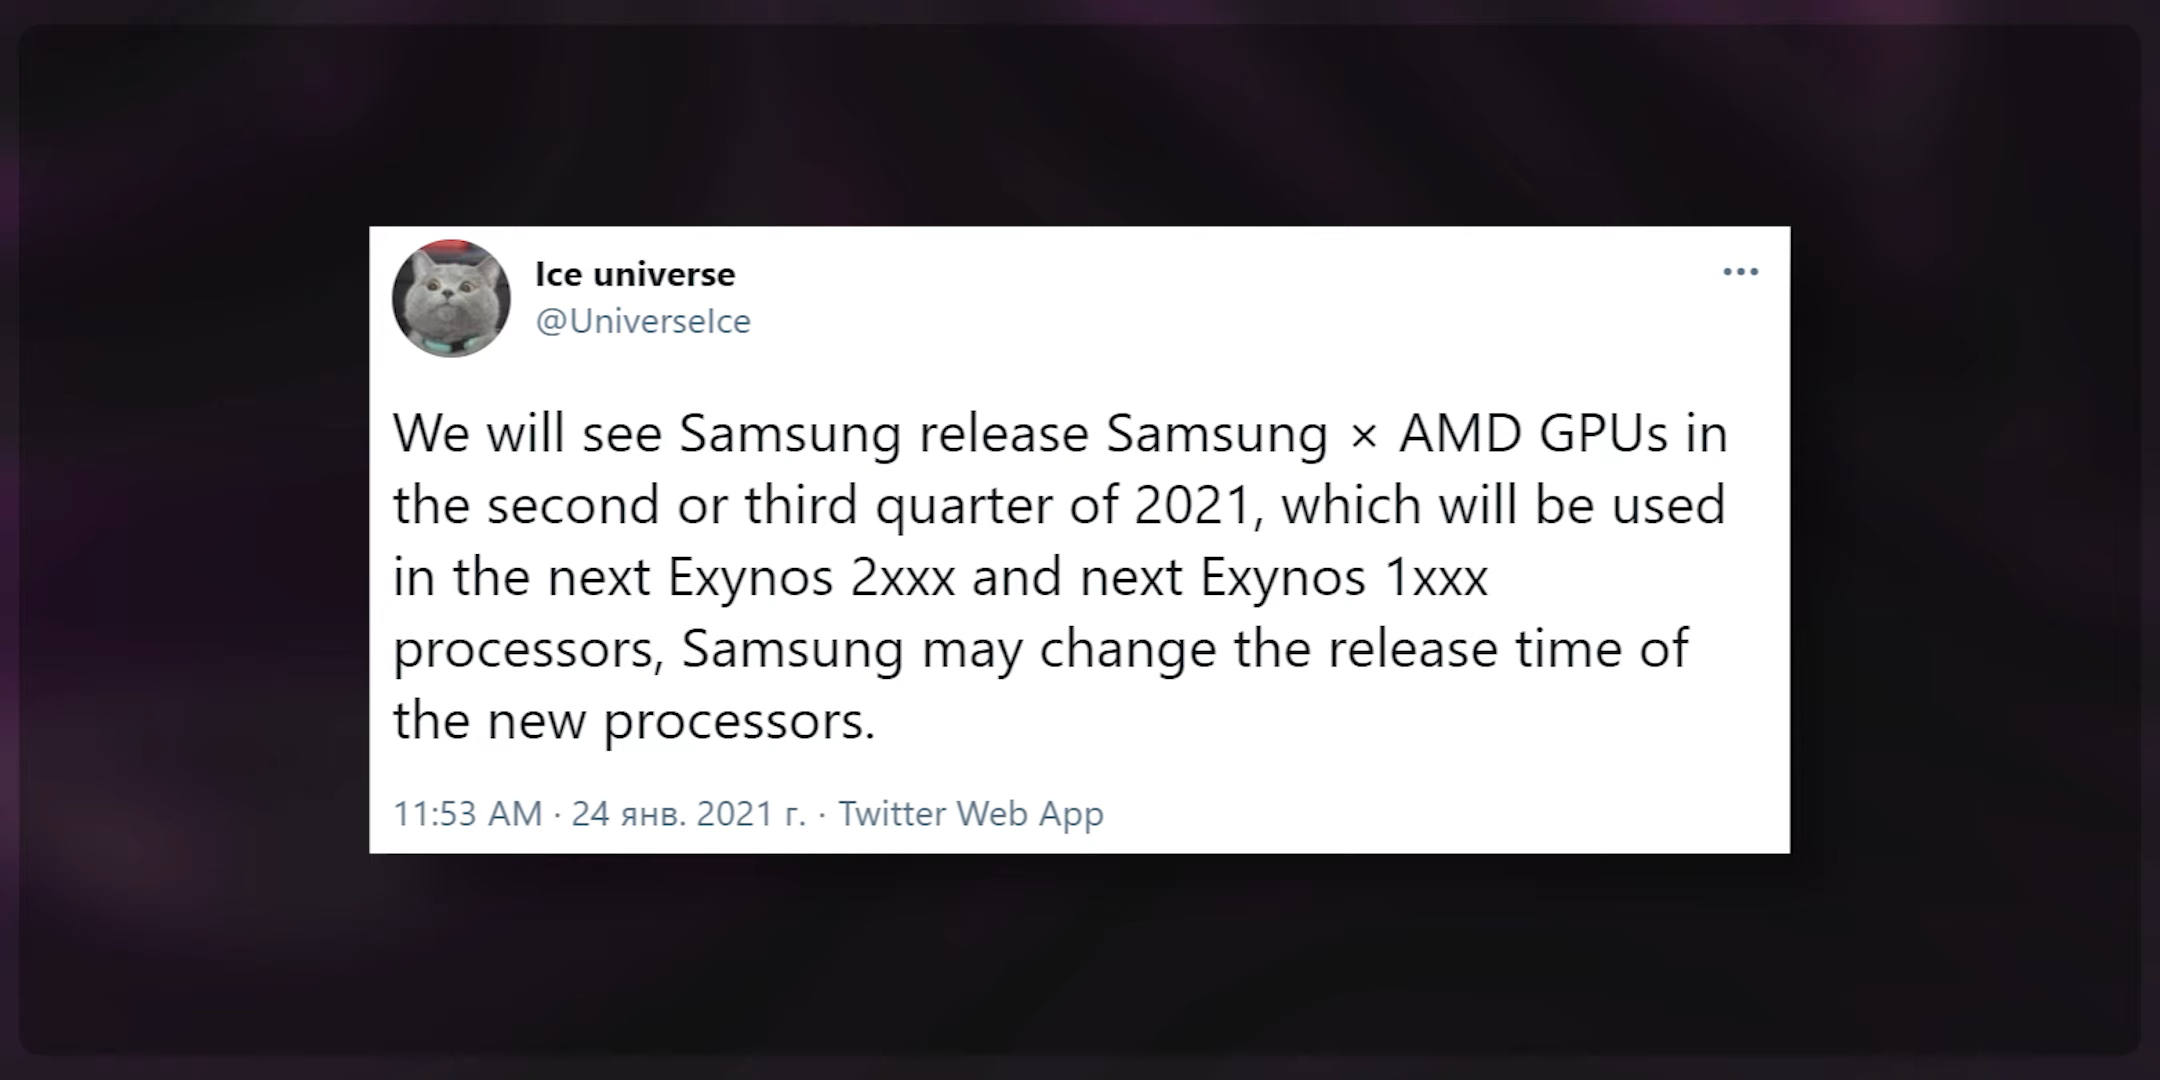 Ice universe
@UniverseIce
We will see Samsung release Samsung × AMD GPUs in
the second or third quarter of 2021, which will be used
in the next Exynos 2xxx and next Exynos 1xxx
processors, Samsung may change the release time of
the new processors.
11:53 AM · 24 янв. 2021 г. · Twitter Web App